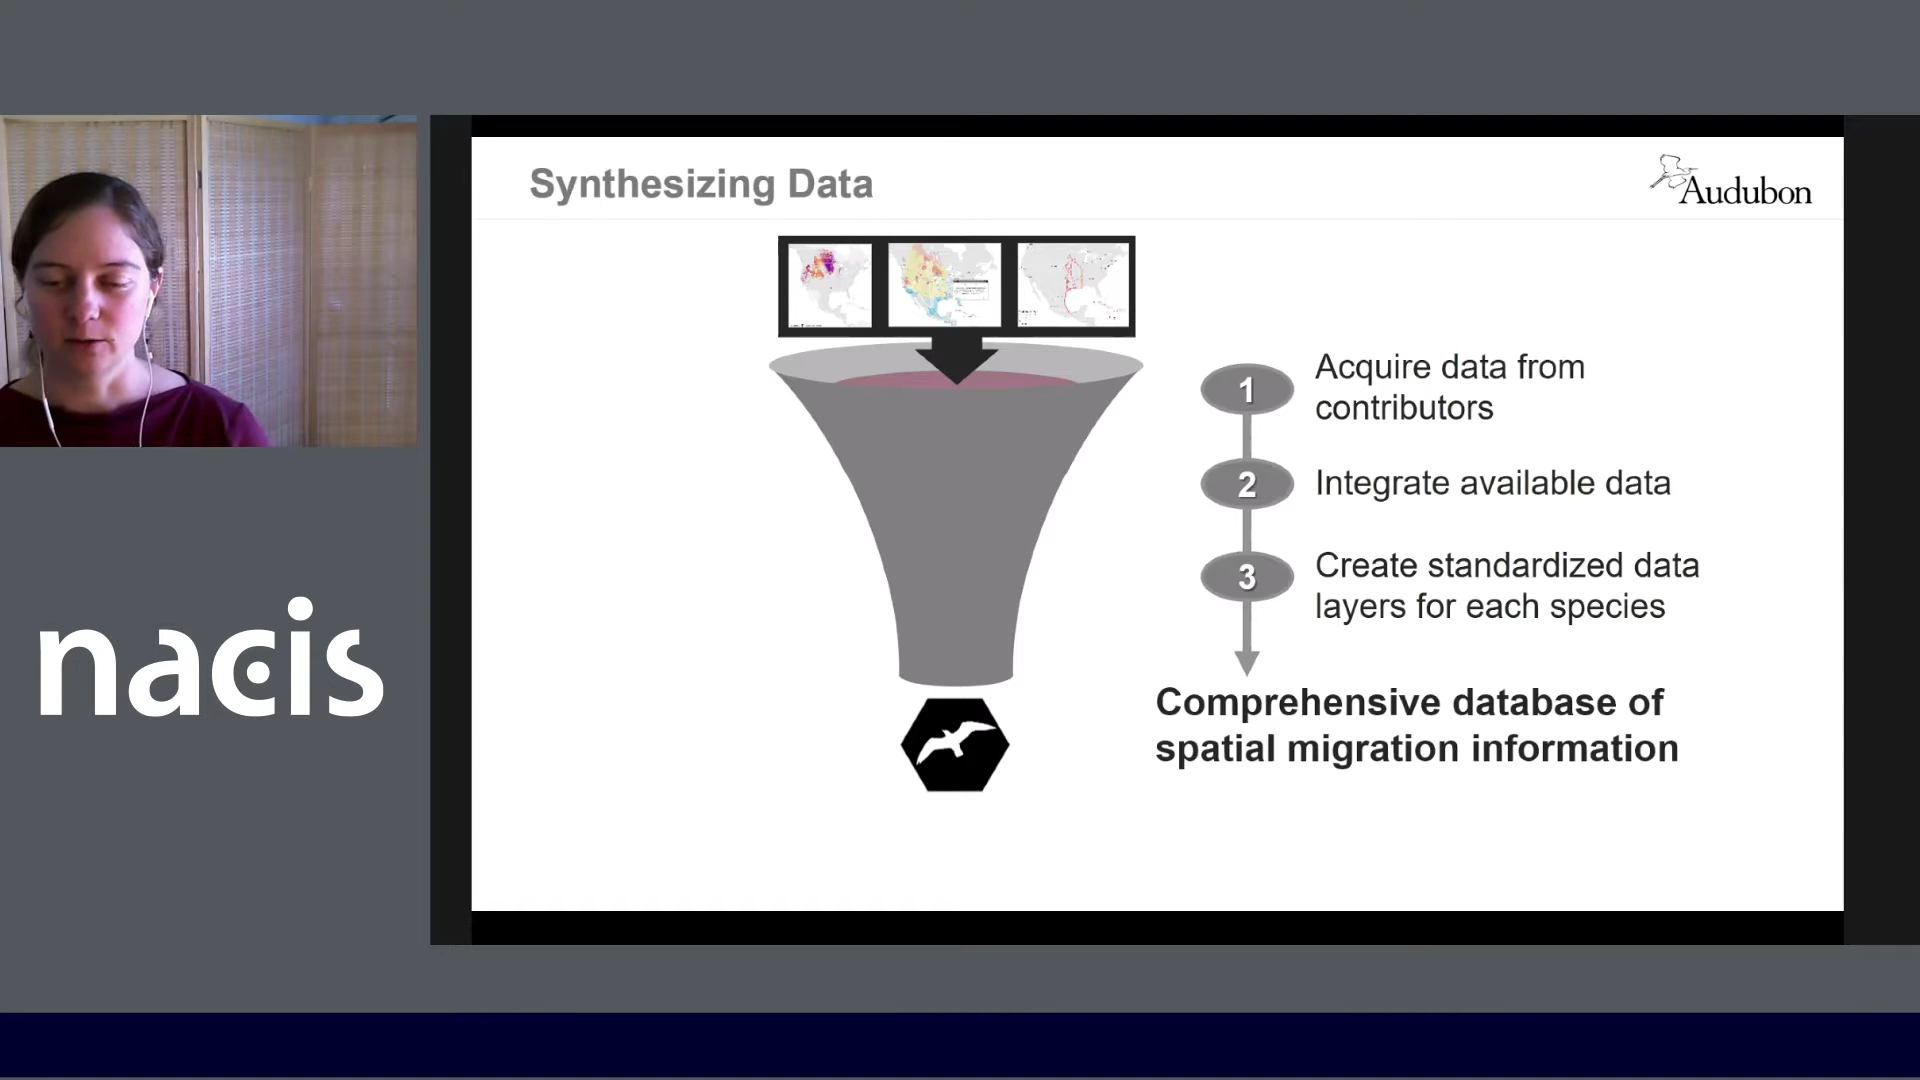 Synthesizing Data
Audubon
1
Acquire data from
contributors
2
Integrate available data
3
Create standardized data
layers for each species
Comprehensive database of
spatial migration information
nacis